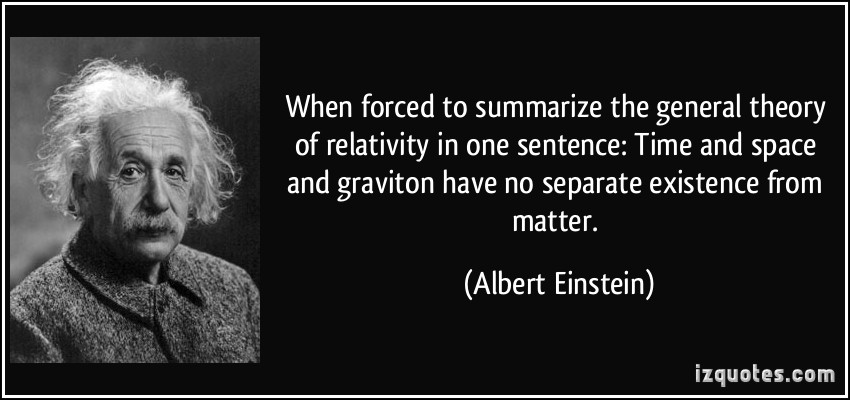 When forced to summarize the general theory
of relativity in one sentence: Time and space
and graviton have no separate existence from
matter.
(Albert Einstein)
izquotes.com